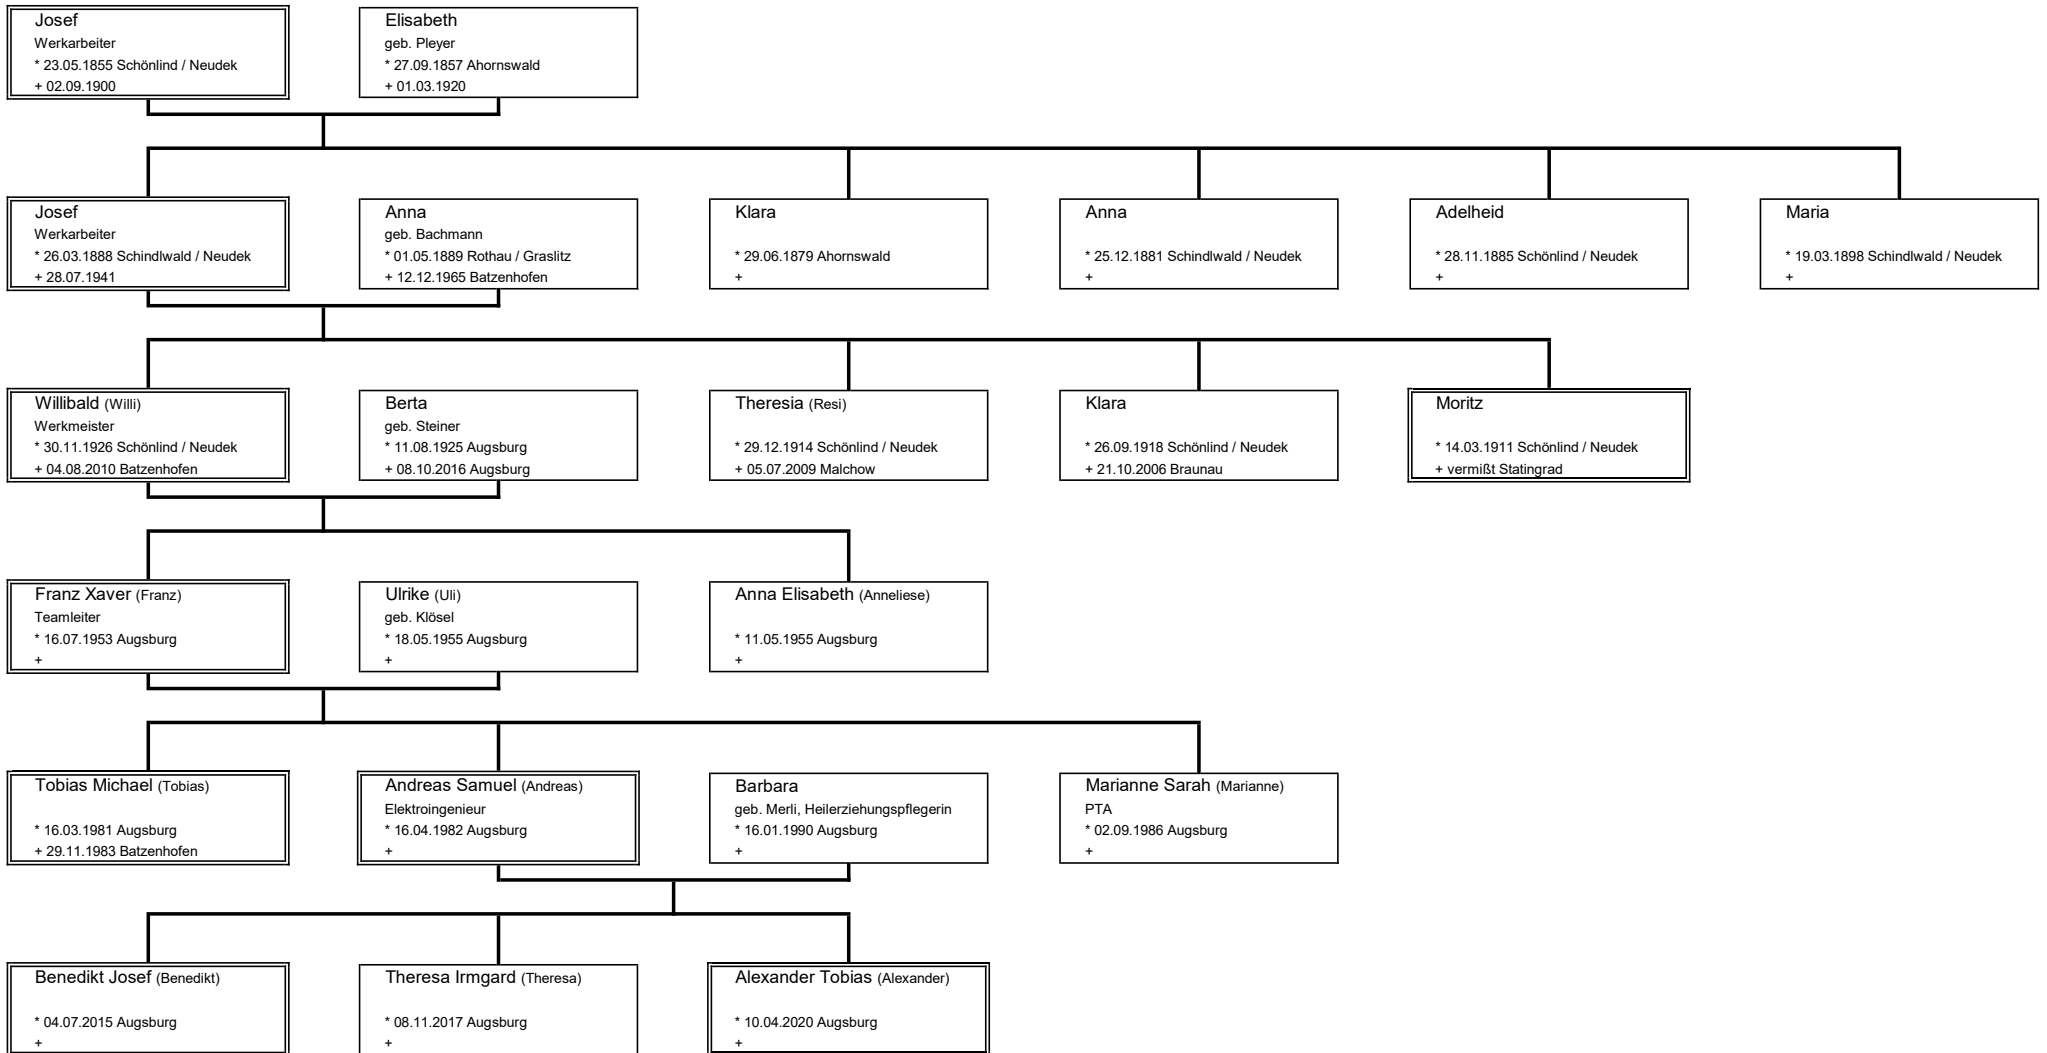 Josef
Werkarbeiter
* 23.05.1855 Schönlind / Neudek
+ 02.09.1900
Elisabeth
geb. Pleyer
* 27.09.1857 Ahornswald
+ 01.03.1920
Josef
Werkarbeiter
* 26.03.1888 Schindlwald / Neudek
+ 28.07.1941
Anna
geb. Bachmann
* 01.05.1889 Rothau / Graslitz
+ 12.12.1965 Batzenhofen
Klara
* 29.06.1879 Ahornswald
+
Anna
* 25.12.1881 Schindlwald / Neudek
+
Adelheid
* 28.11.1885 Schönlind / Neudek
+
Maria
* 19.03.1898 Schindlwald / Neudek
+
Willibald (Willi)
Werkmeister
* 30.11.1926 Schönlind / Neudek
+ 04.08.2010 Batzenhofen
Berta
geb. Steiner
* 11.08.1925 Augsburg
+ 08.10.2016 Augsburg
Theresia (Resi)
* 29.12.1914 Schönlind / Neudek
+ 05.07.2009 Malchow
Klara
* 26.09.1918 Schönlind / Neudek
+ 21.10.2006 Braunau
Moritz
* 14.03.1911 Schönlind / Neudek
+ vermißt Statingrad
Franz Xaver (Franz)
Teamleiter
* 16.07.1953 Augsburg
+
Ulrike (Uli)
geb. Klösel
* 18.05.1955 Augsburg
+
Anna Elisabeth (Anneliese)
* 11.05.1955 Augsburg
+
Tobias Michael (Tobias)
* 16.03.1981 Augsburg
+ 29.11.1983 Batzenhofen
Andreas Samuel (Andreas)
Elektroingenieur
* 16.04.1982 Augsburg
+
Barbara
geb. Merli, Heilerziehungspflegerin
* 16.01.1990 Augsburg
+
Marianne Sarah (Marianne)
PTA
* 02.09.1986 Augsburg
+
Benedikt Josef (Benedikt)
* 04.07.2015 Augsburg
+
Theresa Irmgard (Theresa)
* 08.11.2017 Augsburg
+
Alexander Tobias (Alexander)
* 10.04.2020 Augsburg
+